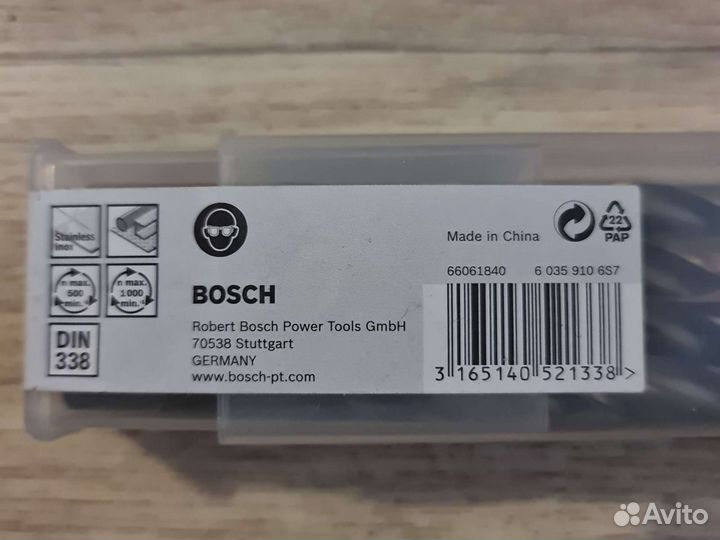 Stainless
inox
n max.
500
min.⁻¹
n max.
1000
min.⁻¹
DIN
338
BOSCH
Robert Bosch Power Tools GmbH
70538 Stuttgart
GERMANY
www.bosch-pt.com
Made in China
22
PAP
66061840 6 035 910 6S7
3 165140 521338 >
Avito